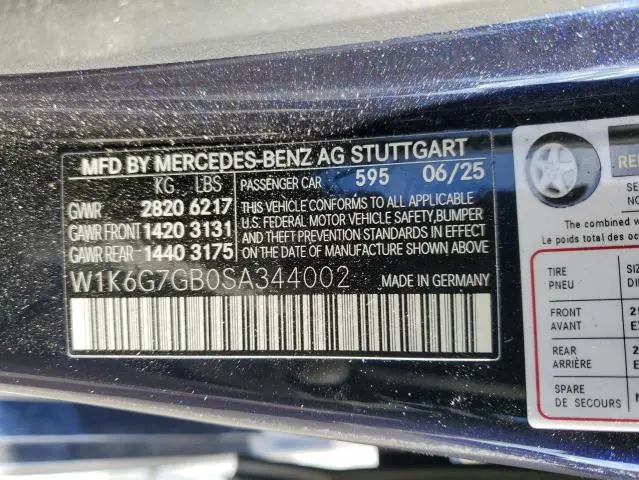 MFD BY MERCEDES-BENZ AG STUTTGART
KG LBS
GVWR 2820 6217
GAWR FRONT 1420 3131
GAWR REAR 1440 3175
PASSENGER CAR 595 06/25
THIS VEHICLE CONFORMS TO ALL APPLICABLE
U.S. FEDERAL MOTOR VEHICLE SAFETY, BUMPER
AND THEFT PREVENTION STANDARDS IN EFFECT
ON THE DATE OF MANUFACTURE SHOWN ABOVE
W1K6G7GB0SA344002
MADE IN GERMANY
The combined
Le poids total des
TIRE
PNEU
FRONT
AVANT
REAR
ARRIÈRE
SPARE
DE SECOURS